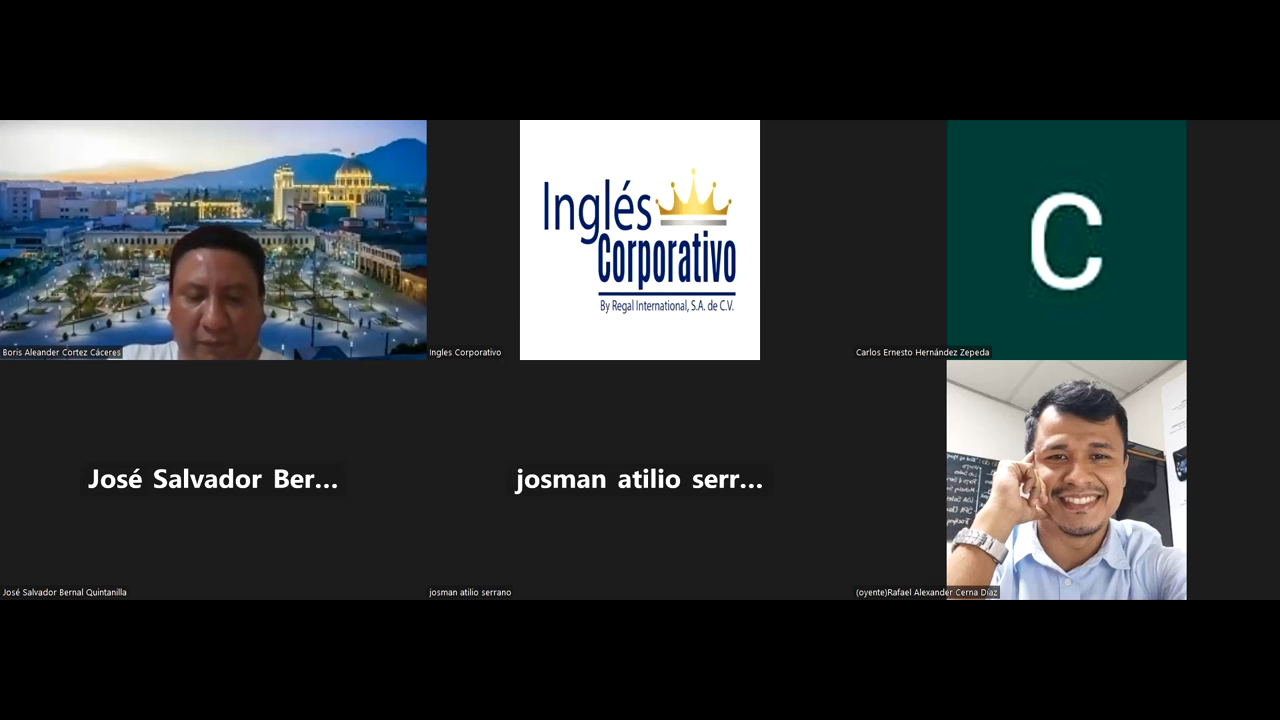 Boris Aleander Cortez Cáceres
Inglés
Corporativo
By Regal International, S.A. de C.V.
Ingles Corporativo
C
Carlos Ernesto Hernández Zepeda
José Salvador Ber...
José Salvador Bernal Quintanilla
josman atilio serr...
josman atilio serrano
(oyente)Rafael Alexander Cerna Díaz